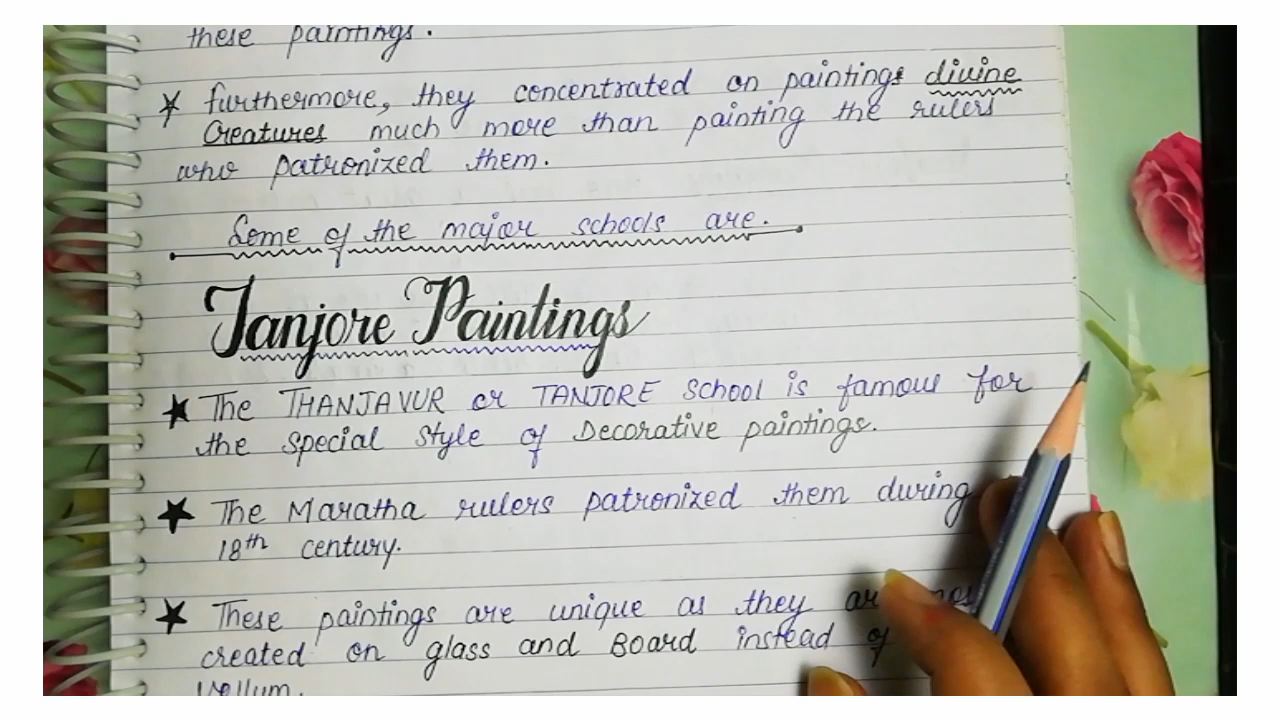 these paintings.
furthermore, they concentrated on paintings divine
Creatures much more than painting the rulers
who patronized them.
Some of the major schools are.
Tanjore Paintings
The THANJAVUR or TANJORE School is famous for
the special style of Decorative paintings.
The Maratha rulers patronized them during
18th century.
These paintings are unique as they
created on glass and Board instead of
Vellum.